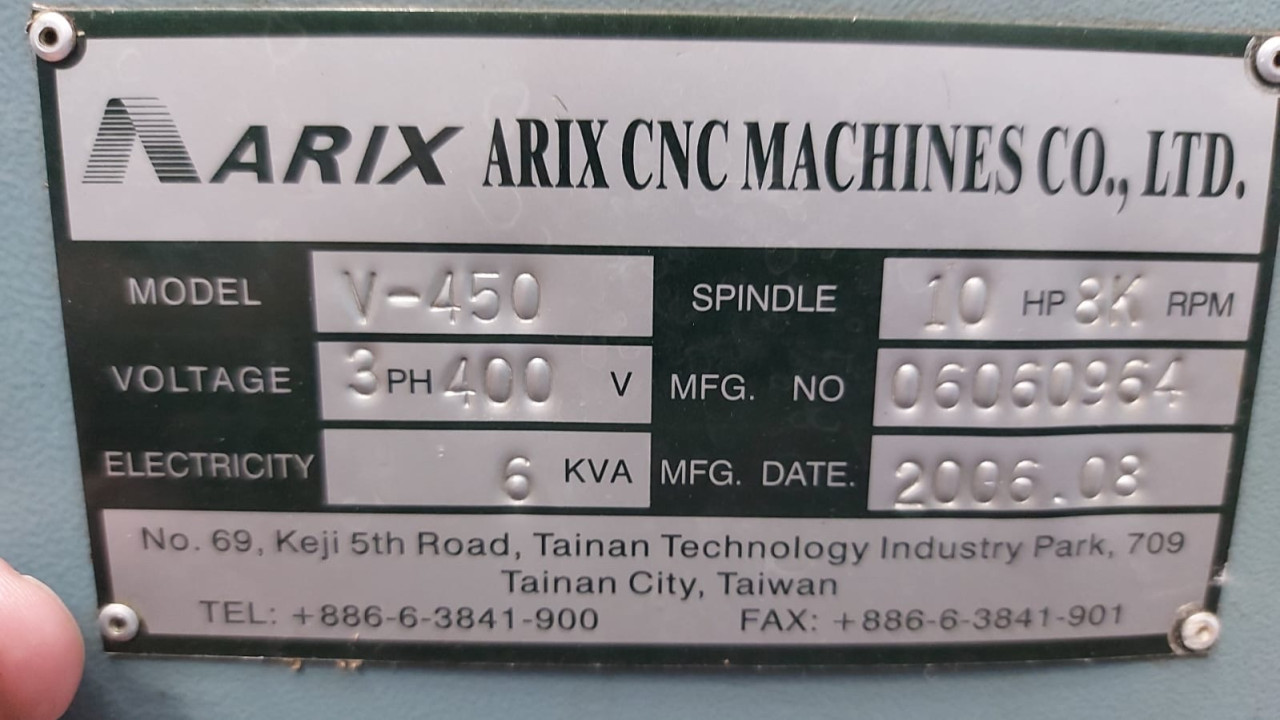 ARIX ARIX CNC MACHINES CO., LTD.
MODEL V-450 SPINDLE 10 HP 8K RPM
VOLTAGE 3 PH 400 V MFG. NO 06060964
ELECTRICITY 6 KVA MFG. DATE. 2006.08
No. 69, Keji 5th Road, Tainan Technology Industry Park, 709
Tainan City, Taiwan
TEL: +886-6-3841-900 FAX: +886-6-3841-901